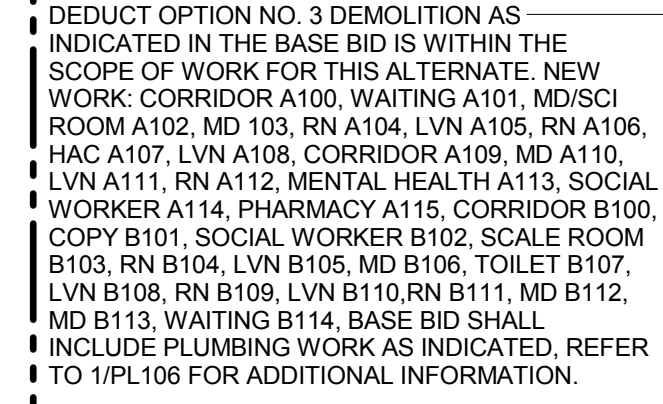 DEDUCT OPTION NO. 3 DEMOLITION AS
INDICATED IN THE BASE BID IS WITHIN THE
SCOPE OF WORK FOR THIS ALTERNATE. NEW
WORK: CORRIDOR A100, WAITING A101, MD/SCI
ROOM A102, MD 103, RN A104, LVN A105, RN A106,
HAC A107, LVN A108, CORRIDOR A109, MD A110,
LVN A111, RN A112, MENTAL HEALTH A113, SOCIAL
WORKER A114, PHARMACY A115, CORRIDOR B100,
COPY B101, SOCIAL WORKER B102, SCALE ROOM
B103, RN B104, LVN B105, MD B106, TOILET B107,
LVN B108, RN B109, LVN B110,RN B111, MD B112,
MD B113, WAITING B114, BASE BID SHALL
INCLUDE PLUMBING WORK AS INDICATED, REFER
TO 1/PL106 FOR ADDITIONAL INFORMATION.